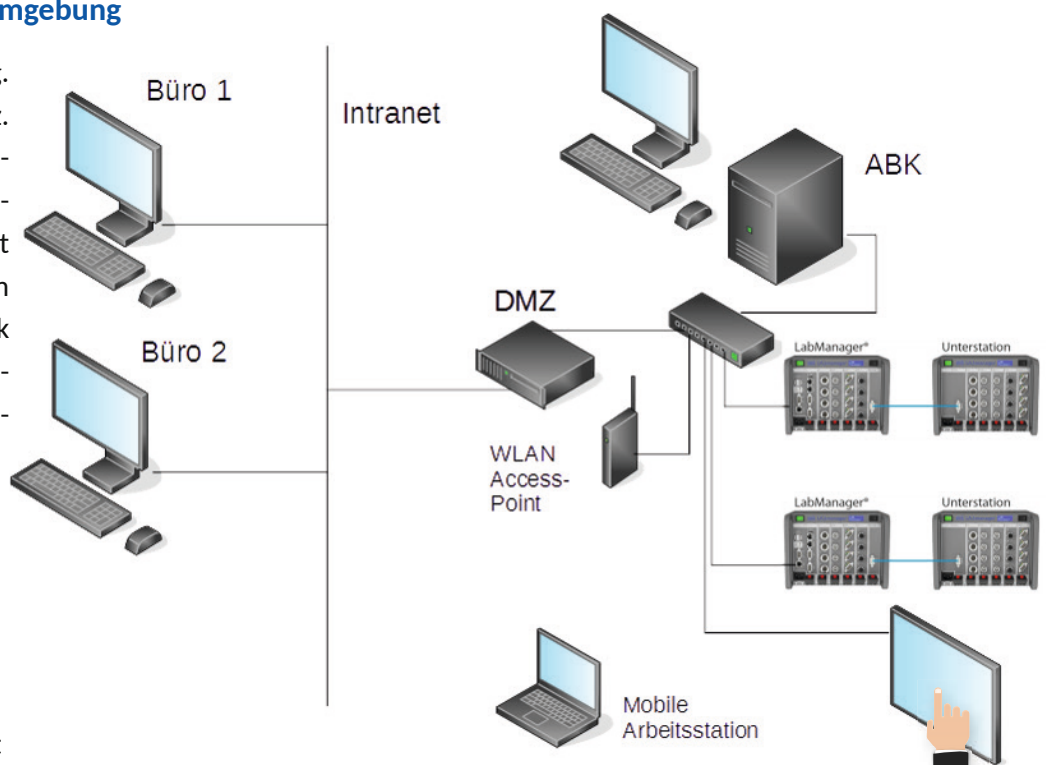 mgebung
Büro 1
Intranet
ABK
DMZ
Büro 2
LabManager®
Unterstation
WLAN
Access-
Point
LabManager®
Unterstation
Mobile
Arbeitsstation